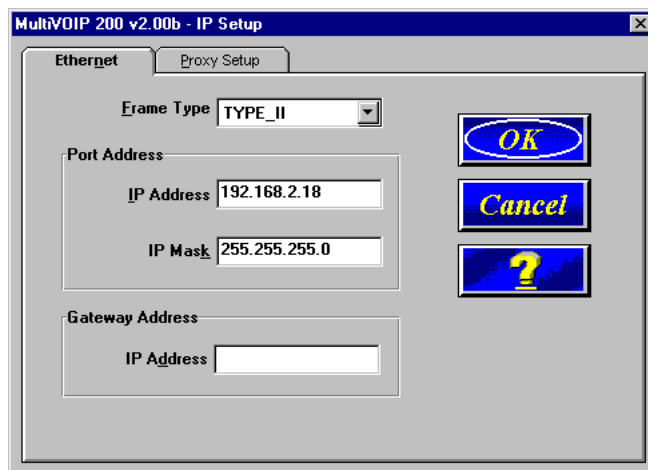 MultiVOIP 200 v2.00b - IP Setup
Ethernet
Proxy Setup
Frame Type TYPE_II
OK
Port Address
IP Address 192.168.2.18
Cancel
IP Mask 255.255.255.0
?
Gateway Address
IP Address